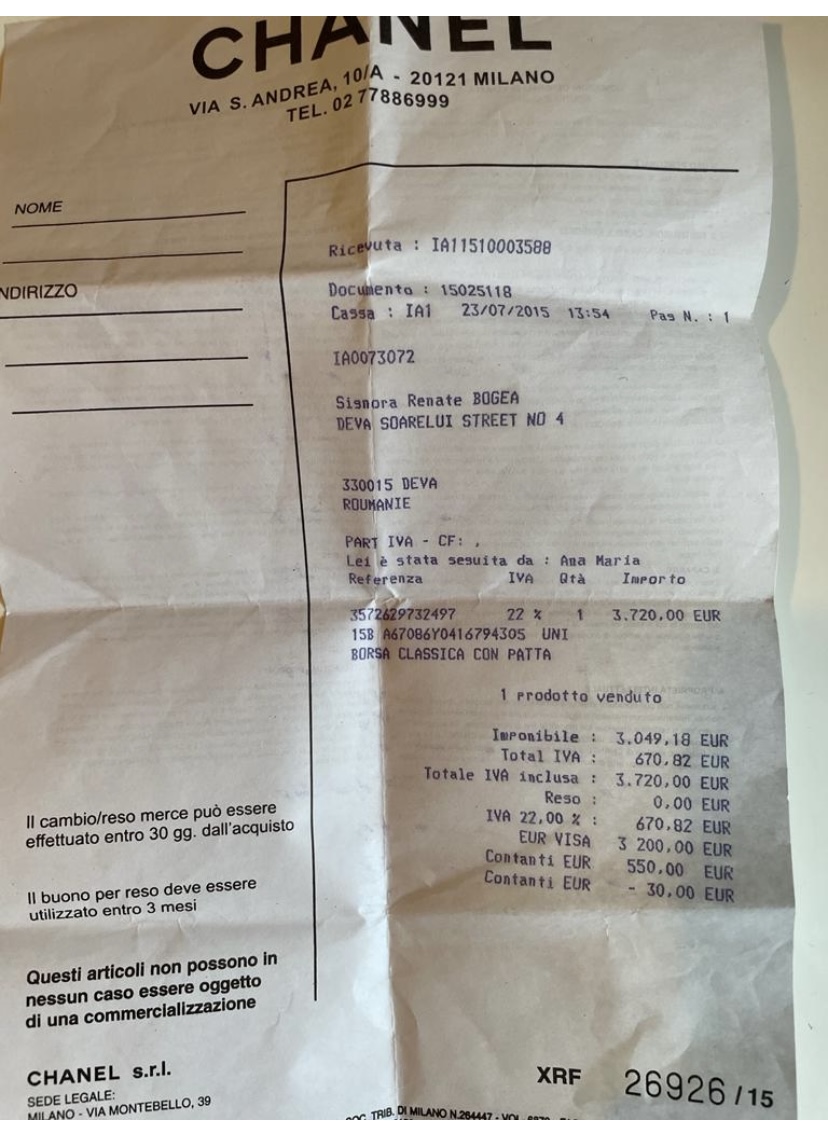 CHANEL
VIA S. ANDREA, 10/A - 20121 MILANO
TEL. 02 77886999
NOME
NDIRIZZO
Ricevuta : IA11510003588
Documento : 15025118
Cassa : IA1 23/07/2015 13:54 Pag N. : 1
IA0073072
Signora Renate BOGEA
DEVA SOARELUI STREET NO 4
330015 DEVA
ROUMANIE
PART IVA - CF: .
Lei è stata seguita da : Ana Maria
Referenza IVA Qtà Importo
3572629732497 22 % 1 3.720,00 EUR
15B A67086Y0416794305 UNI
BORSA CLASSICA CON PATTA
1 prodotto venduto
Imponibile : 3.049,18 EUR
Total IVA : 670,82 EUR
Totale IVA inclusa : 3.720,00 EUR
Reso : 0,00 EUR
IVA 22,00 % : 670,82 EUR
EUR VISA 3 200,00 EUR
Contanti EUR 550,00 EUR
Contanti EUR - 30,00 EUR
Il cambio/reso merce può essere
effettuato entro 30 gg. dall'acquisto
Il buono per reso deve essere
utilizzato entro 3 mesi
Questi articoli non possono in
nessun caso essere oggetto
di una commercializzazione
CHANEL s.r.l.
SEDE LEGALE:
MILANO - VIA MONTEBELLO, 39
XRF 26926 / 15
TRIB. DI MILANO N.264447 - VOL.